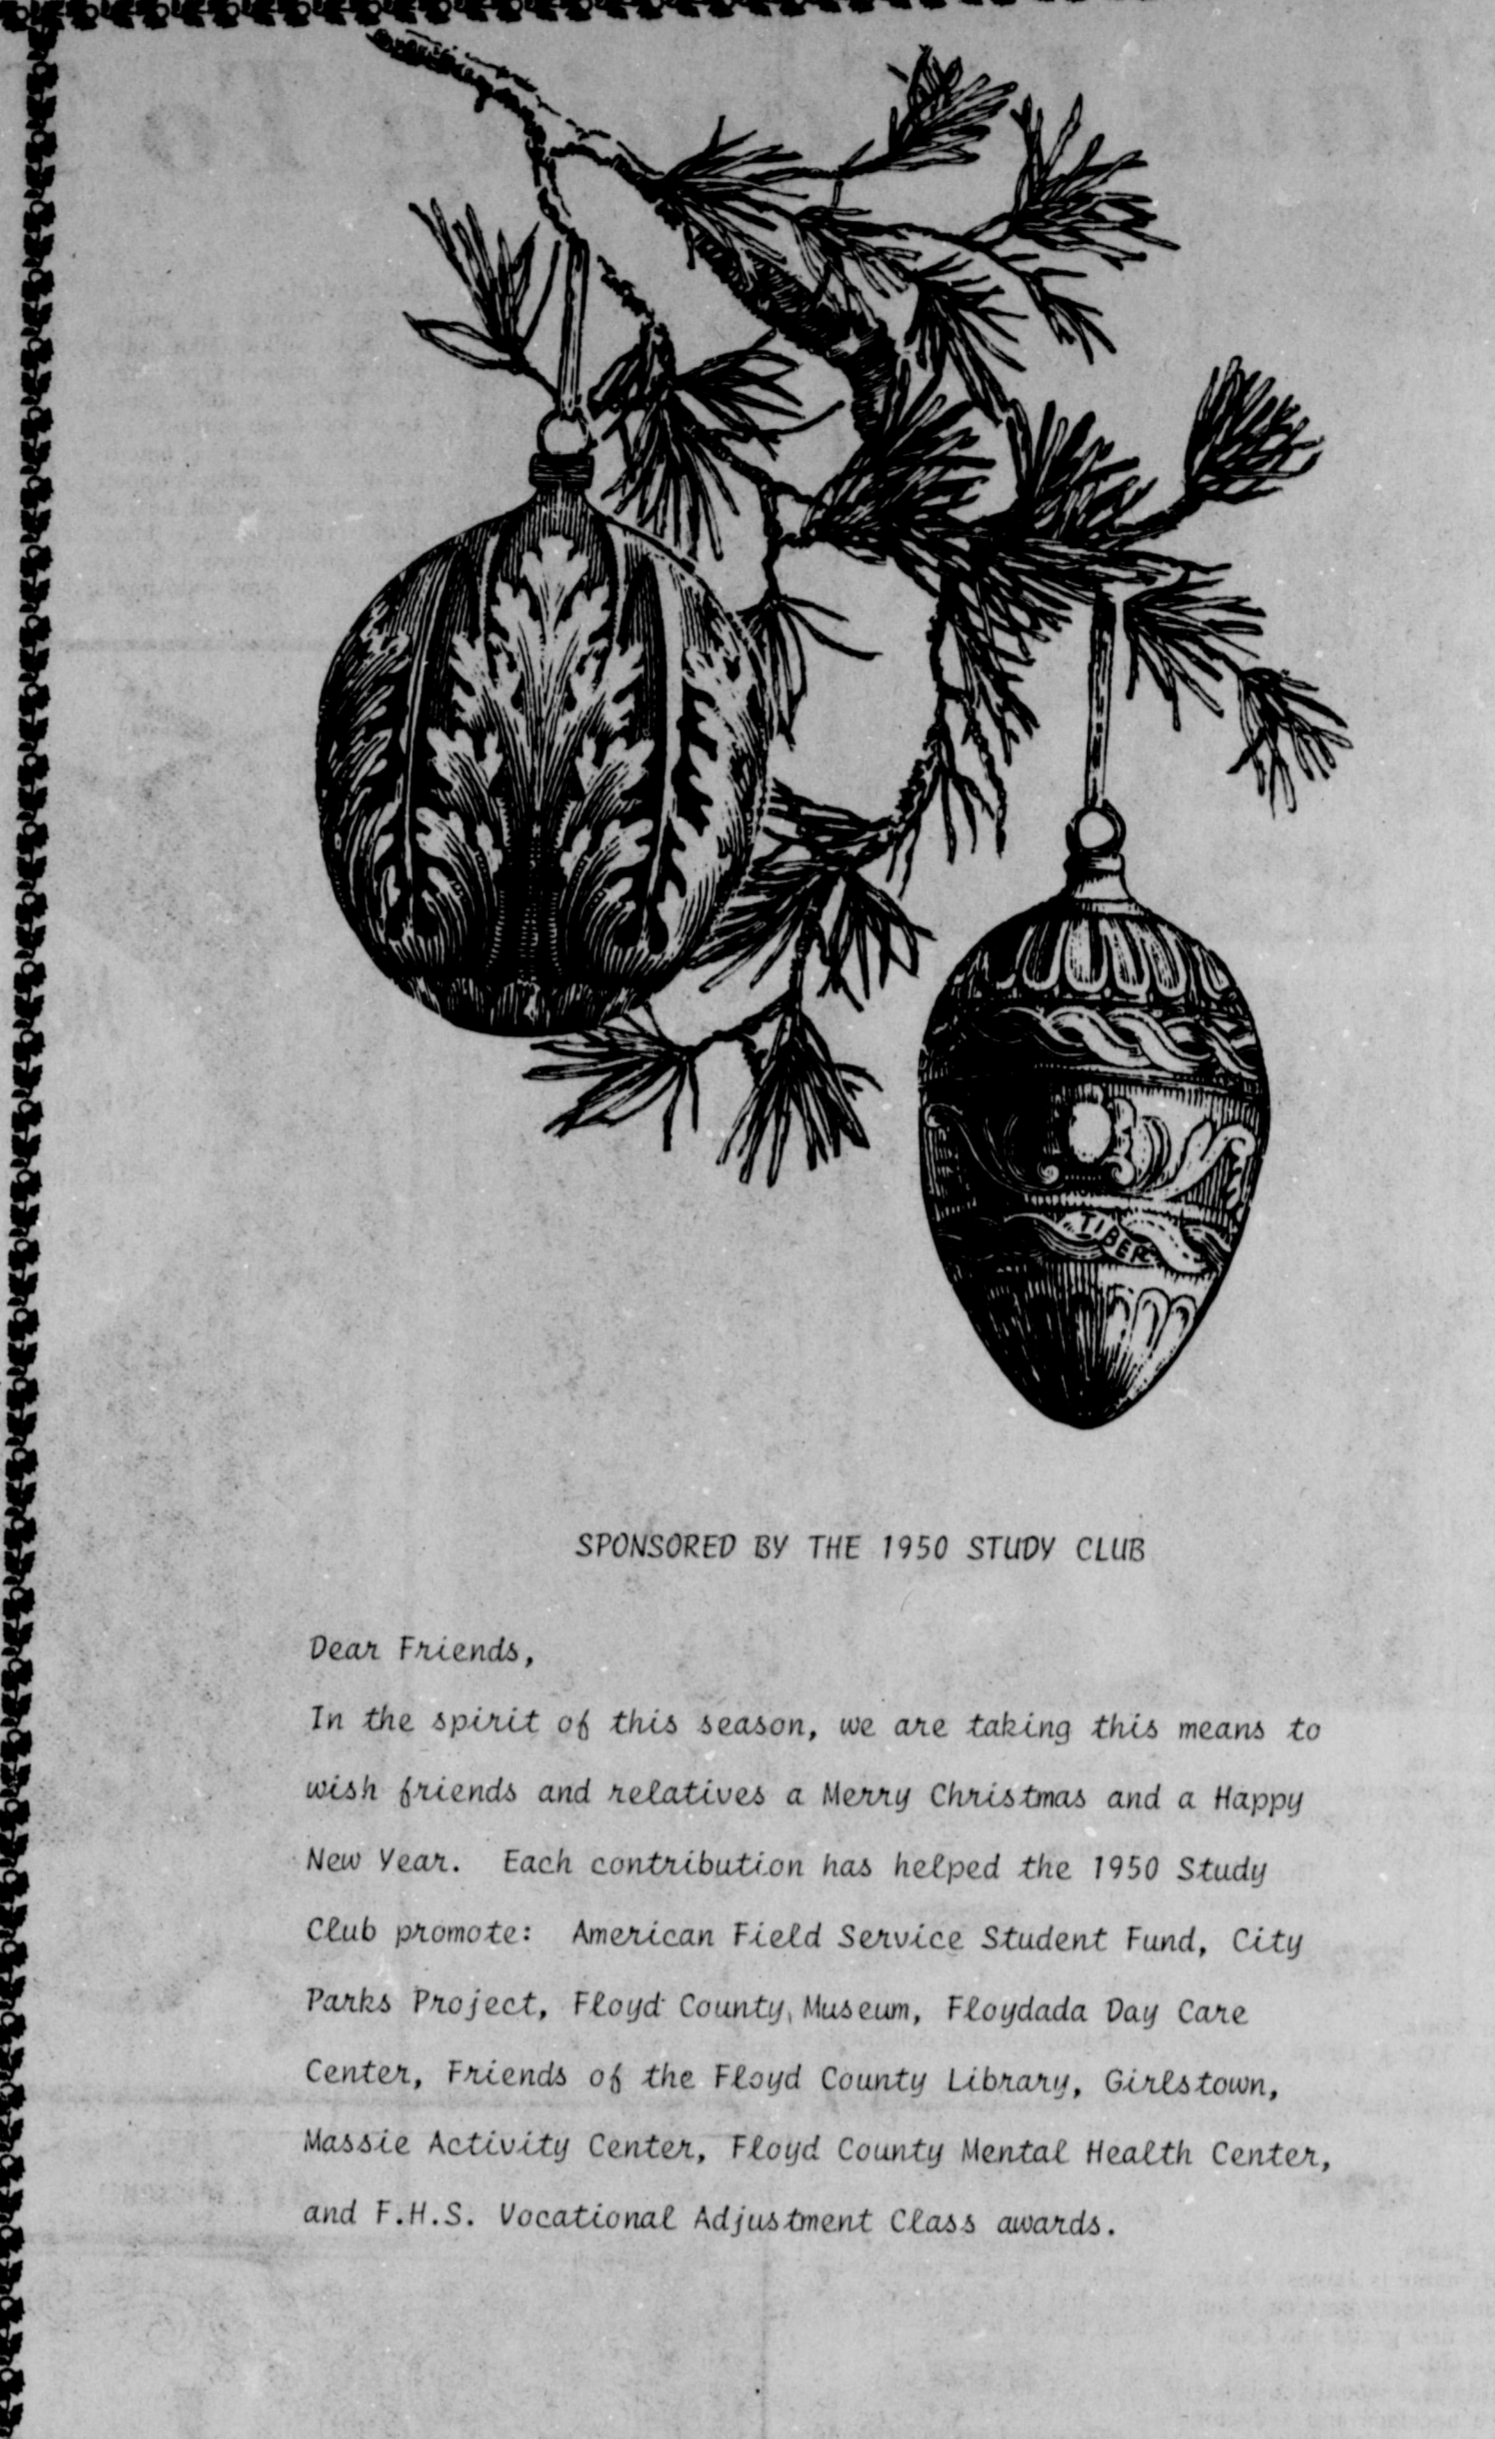 TIBER
SPONSORED BY THE 1950 STUDY CLUB
Dear Friends,
In the spirit of this season, we are taking this means to
wish friends and relatives a Merry Christmas and a Happy
New Year. Each contribution has helped the 1950 Study
Club promote: American Field Service Student Fund, City
Parks Project, Floyd County, Museum, Floydada Day Care
Center, Friends of the Floyd County Library, Girlstown,
Massie Activity Center, Floyd County Mental Health Center,
and F.H.S. Vocational Adjustment Class awards.